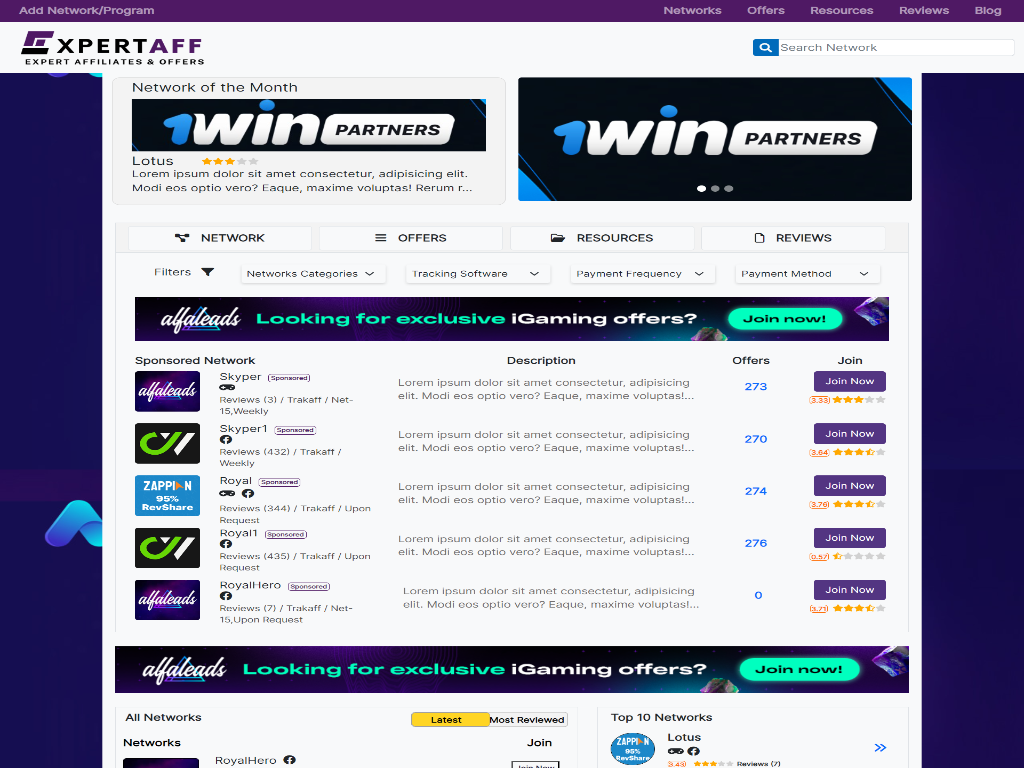 Add Network/Program
Networks Offers Resources Reviews Blog
EXPERTAFF
EXPERT AFFILIATES & OFFERS
Search Network
Network of the Month
1win PARTNERS
Lotus
Lorem ipsum dolor sit amet consectetur, adipisicing elit.
Modi eos optio vero? Eaque, maxime voluptas! Rerum r...
1win PARTNERS
NETWORK OFFERS RESOURCES REVIEWS
Filters Networks Categories Tracking Software Payment Frequency Payment Method
alfaleads Looking for exclusive iGaming offers? Join now!
Sponsored Network Description Offers Join
alfaleads
Skyper Sponsored
Reviews (3) / Trakaff / Net-
15,Weekly
Lorem ipsum dolor sit amet consectetur, adipisicing
elit. Modi eos optio vero? Eaque, maxime voluptas!...
273
Join Now
(3.33)
Skyper1 Sponsored
Reviews (432) / Trakaff /
Weekly
Lorem ipsum dolor sit amet consectetur, adipisicing
elit. Modi eos optio vero? Eaque, maxime voluptas!...
270
Join Now
(3.64)
ZAPPION
95%
RevShare
Royal Sponsored
Reviews (344) / Trakaff / Upon
Request
Lorem ipsum dolor sit amet consectetur, adipisicing
elit. Modi eos optio vero? Eaque, maxime voluptas!...
274
Join Now
(3.76)
Royal1 Sponsored
Reviews (435) / Trakaff / Upon
Request
Lorem ipsum dolor sit amet consectetur, adipisicing
elit. Modi eos optio vero? Eaque, maxime voluptas!...
276
Join Now
(0.57)
alfaleads
RoyalHero Sponsored
Reviews (7) / Trakaff / Net-
15,Upon Request
Lorem ipsum dolor sit amet consectetur, adipisicing
elit. Modi eos optio vero? Eaque, maxime voluptas!...
0
Join Now
(3.71)
alfaleads Looking for exclusive iGaming offers? Join now!
All Networks
Latest Most Reviewed
Networks Join
RoyalHero
Join Now
Top 10 Networks
ZAPPION
95%
RevShare
Lotus
3.43) Reviews (7)